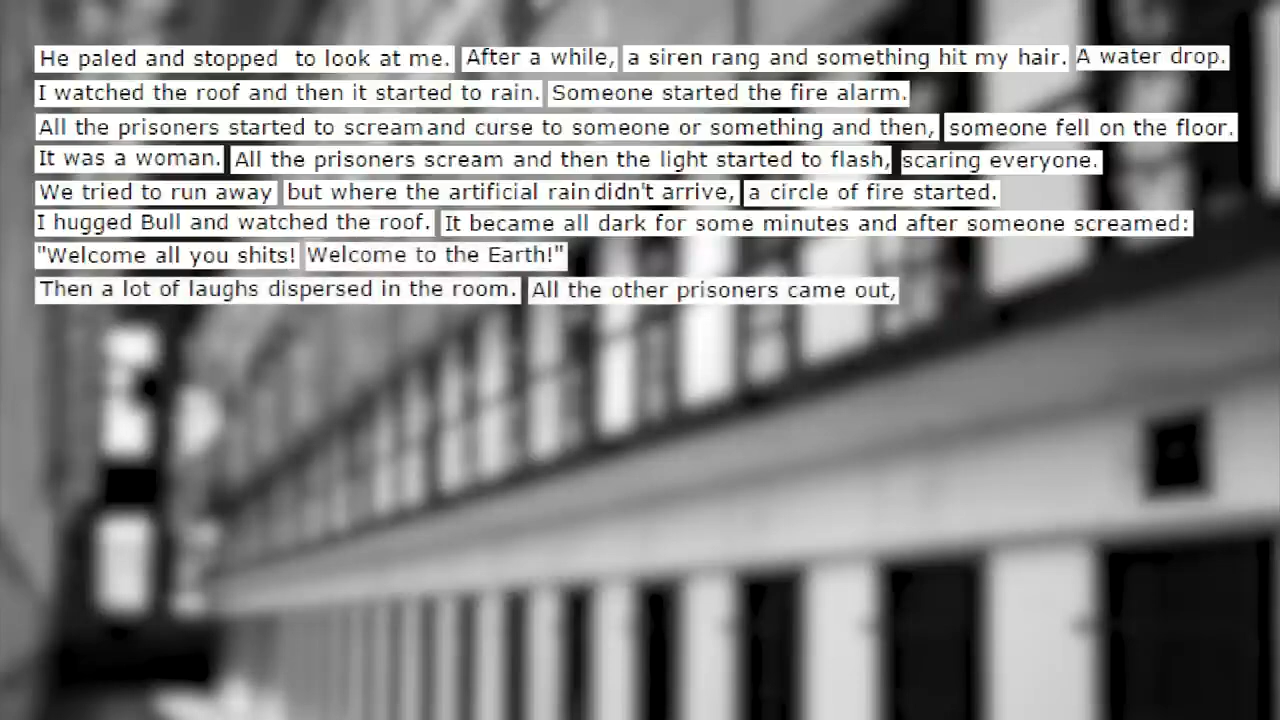 He paled and stopped to look at me. After a while, a siren rang and something hit my hair. A water drop.
I watched the roof and then it started to rain. Someone started the fire alarm.
All the prisoners started to scream and curse to someone or something and then, someone fell on the floor.
It was a woman. All the prisoners scream and then the light started to flash, scaring everyone.
We tried to run away but where the artificial rain didn't arrive, a circle of fire started.
I hugged Bull and watched the roof. It became all dark for some minutes and after someone screamed:
"Welcome all you shits! Welcome to the Earth!"
Then a lot of laughs dispersed in the room. All the other prisoners came out,